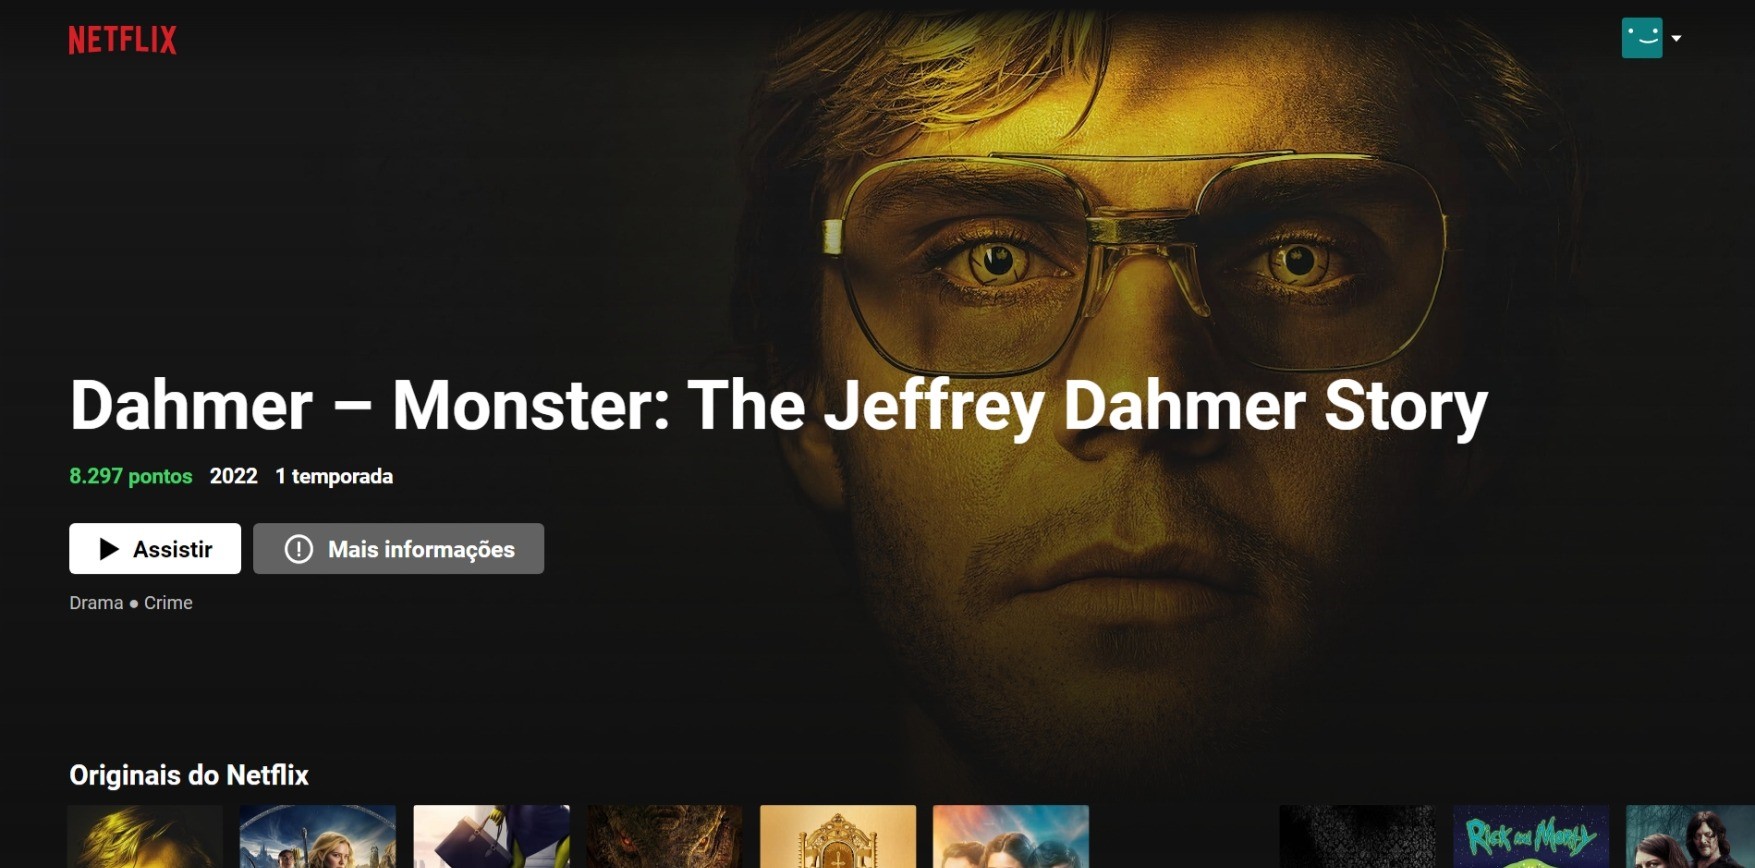 NETFLIX
Dahmer – Monster: The Jeffrey Dahmer Story
8.297 pontos 2022 1 temporada
Assistir Mais informações
Drama ● Crime
Originais do Netflix
Rick and Morty